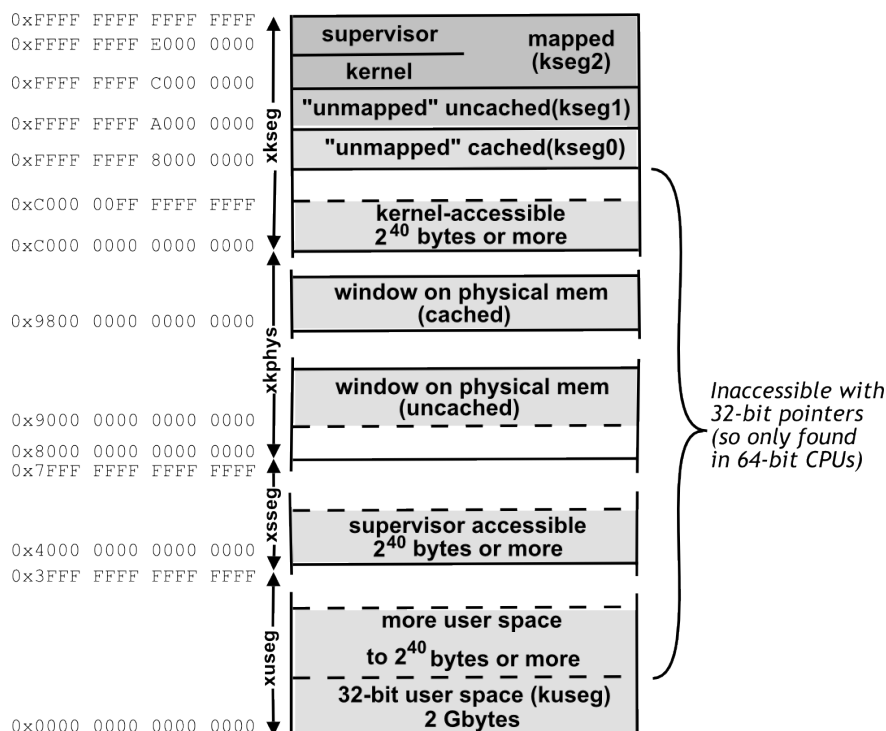 0xFFFF FFFF FFFF FFFF
0xFFFF FFFF E000 0000
0xFFFF FFFF C000 0000
0xFFFF FFFF A000 0000
0xFFFF FFFF 8000 0000
0xC000 00FF FFFF FFFF
0xC000 0000 0000 0000
0x9800 0000 0000 0000
0x9000 0000 0000 0000
0x8000 0000 0000 0000
0x7FFF FFFF FFFF FFFF
0x4000 0000 0000 0000
0x3FFF FFFF FFFF FFFF
0x0000 0000 0000 0000
xkseg
xkphys
xsseg
xuseg
supervisor
kernel
mapped
(kseg2)
"unmapped" uncached(kseg1)
"unmapped" cached(kseg0)
kernel-accessible
2^40 bytes or more
window on physical mem
(cached)
window on physical mem
(uncached)
supervisor accessible
2^40 bytes or more
more user space
to 2^40 bytes or more
32-bit user space (kuseg)
2 Gbytes
Inaccessible with
32-bit pointers
(so only found
in 64-bit CPUs)